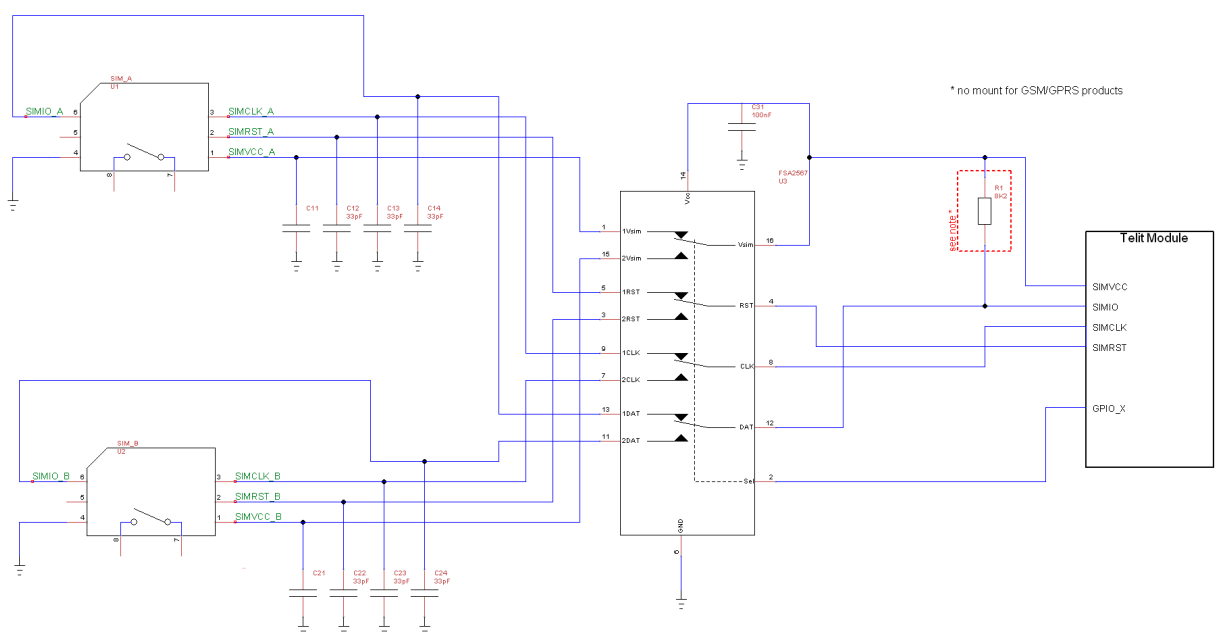 * no mount for GSM/GPRS products
SIM_A
U1
SIMIO_A 6
5
4
3 SIMCLK_A
2 SIMRST_A
1 SIMVCC_A
8 7
C11
C12
33pF
C13
33pF
C14
33pF
C31
100nF
FSA2567
U3
14
Vcc
1 1Vsim
15 2Vsim
5 1RST
3 2RST
9 1CLK
7 2CLK
13 1DAT
11 2DAT
Vsim 16
RST 4
CLK 8
DAT 12
Sel 2
GND
6
R1
8K2
see note *
Telit Module
SIMVCC
SIMIO
SIMCLK
SIMRST
GPIO_X
SIM_B
U2
SIMIO_B 6
5
4
3 SIMCLK_B
2 SIMRST_B
1 SIMVCC_B
8 7
C21
C22
33pF
C23
33pF
C24
33pF